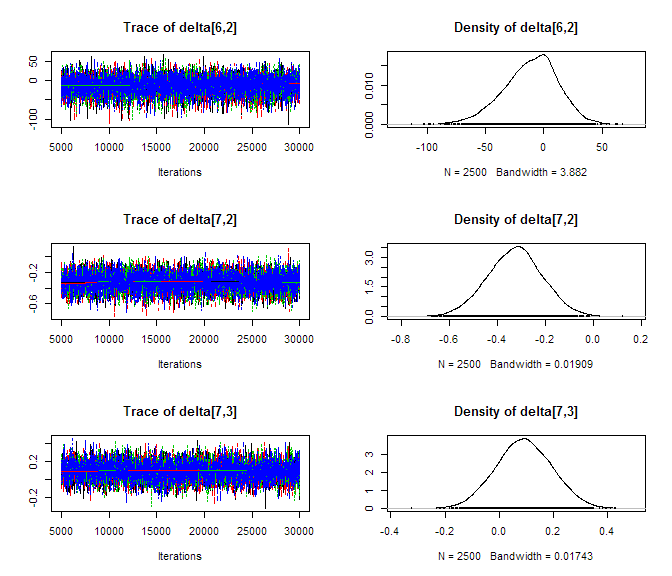 Trace of delta[6,2]
50
0
-100
5000 10000 15000 20000 25000 30000
Iterations
Density of delta[6,2]
0.010
0.000
-100 -50 0 50
N = 2500 Bandwidth = 3.882
Trace of delta[7,2]
-0.2
-0.6
5000 10000 15000 20000 25000 30000
Iterations
Density of delta[7,2]
3.0
1.5
0.0
-0.8 -0.6 -0.4 -0.2 0.0 0.2
N = 2500 Bandwidth = 0.01909
Trace of delta[7,3]
0.2
-0.2
5000 10000 15000 20000 25000 30000
Iterations
Density of delta[7,3]
3
2
1
0
-0.4 -0.2 0.0 0.2 0.4
N = 2500 Bandwidth = 0.01743